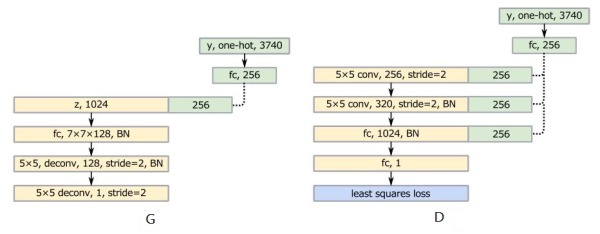 y, one-hot, 3740
fc, 256
z, 1024
256
fc, 7×7×128, BN
5×5, deconv, 128, stride=2, BN
5×5 deconv, 1, stride=2
G
y, one-hot, 3740
fc, 256
5×5 conv, 256, stride=2
256
5×5 conv, 320, stride=2, BN
256
fc, 1024, BN
256
fc, 1
least squares loss
D